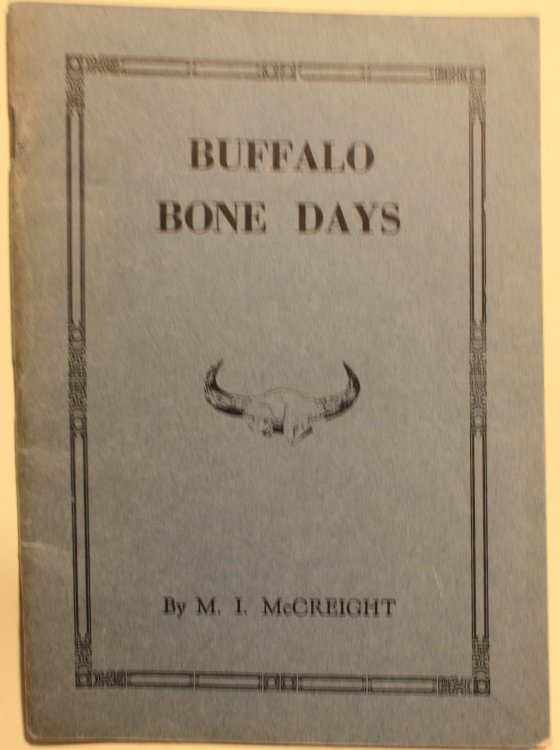 BUFFALO
BONE DAYS
By M. I. McCREIGHT